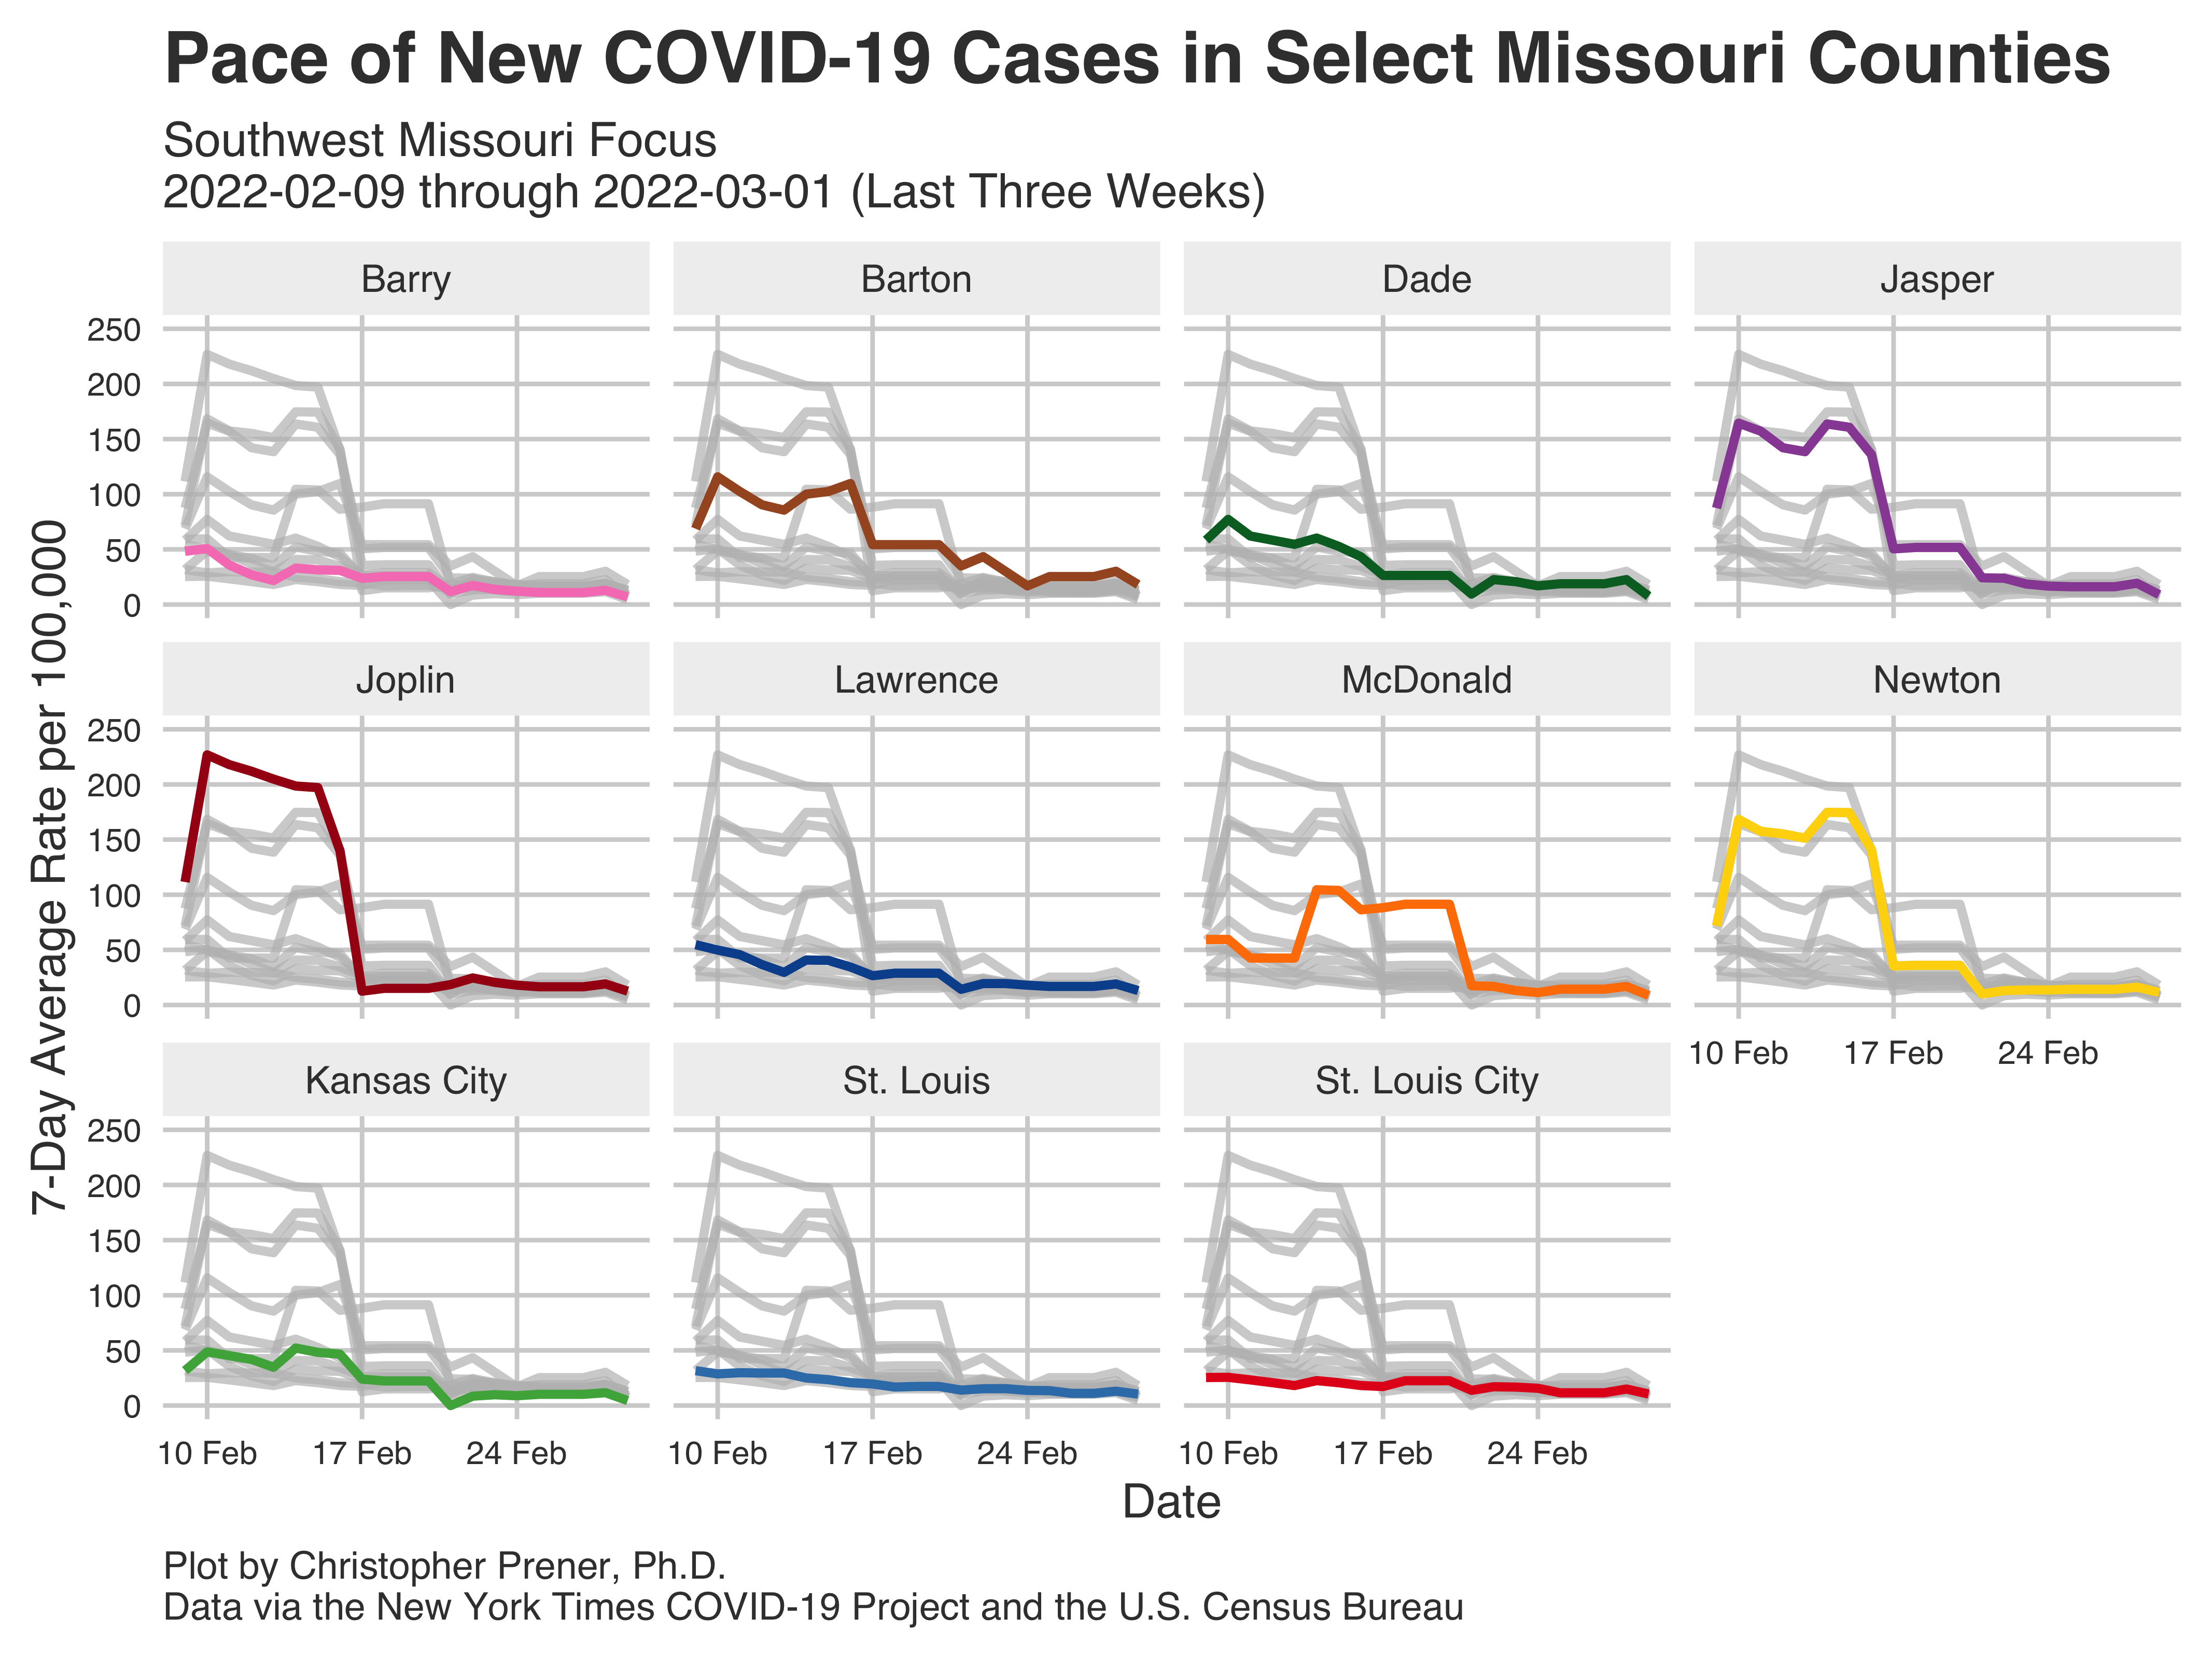 Pace of New COVID-19 Cases in Select Missouri Counties
Southwest Missouri Focus
2022-02-09 through 2022-03-01 (Last Three Weeks)
7-Day Average Rate per 100,000
Barry
Barton
Dade
Jasper
250
200
150
100
50
0
Joplin
Lawrence
McDonald
Newton
250
200
150
100
50
0
10 Feb 17 Feb 24 Feb
Kansas City
St. Louis
St. Louis City
250
200
150
100
50
0
10 Feb 17 Feb 24 Feb
10 Feb 17 Feb 24 Feb
10 Feb 17 Feb 24 Feb
Date
Plot by Christopher Prener, Ph.D.
Data via the New York Times COVID-19 Project and the U.S. Census Bureau